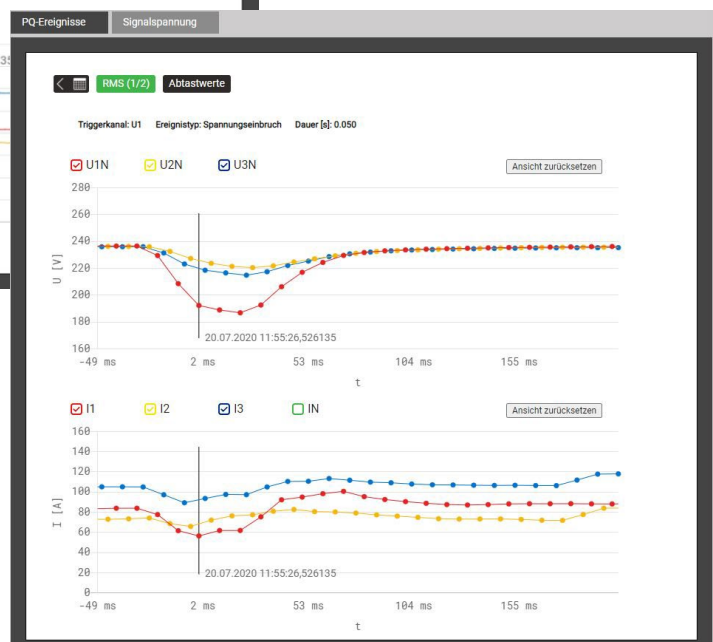 PQ-Ereignisse Signalspannung
RMS (1/2) Abtastwerte
Triggerkanal: U1 Ereignistyp: Spannungseinbruch Dauer [s]: 0.050
U1N U2N U3N Ansicht zurücksetzen
280
260
240
220
200
180
160
U [V]
20.07.2020 11:55:26,526135
-49 ms 2 ms 53 ms 104 ms 155 ms
t
I1 I2 I3 IN Ansicht zurücksetzen
160
140
120
100
80
60
40
20
0
I [A]
20.07.2020 11:55:26,526135
-49 ms 2 ms 53 ms 104 ms 155 ms
t